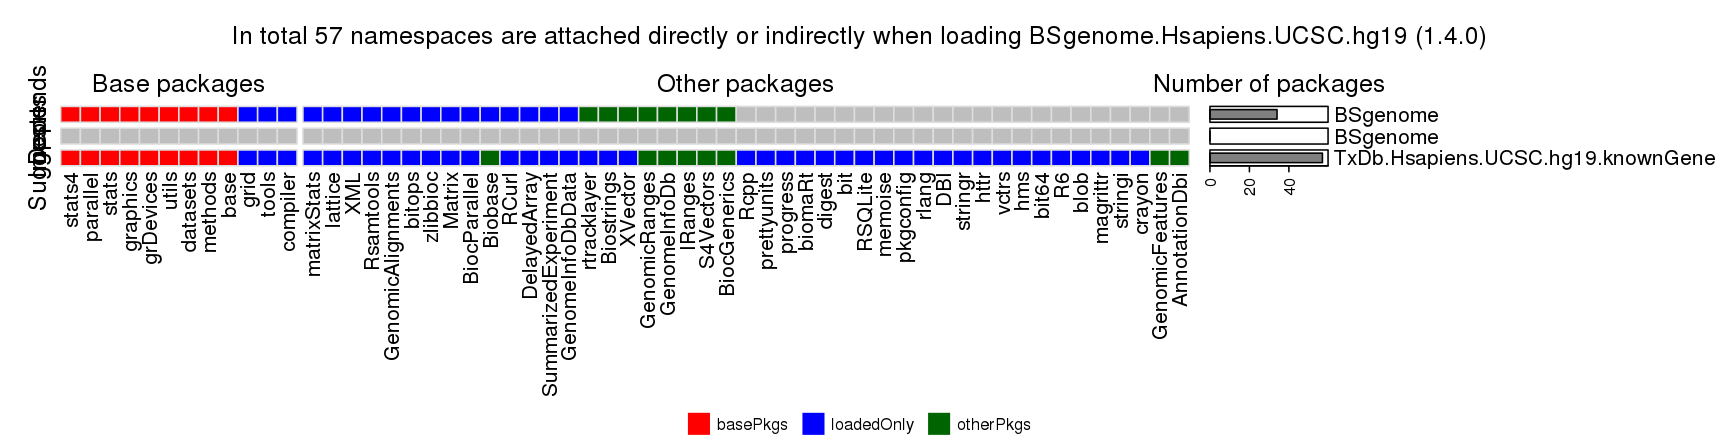 In total 57 namespaces are attached directly or indirectly when loading BSgenome.Hsapiens.UCSC.hg19 (1.4.0)
Base packages
Other packages
Number of packages
BSgenome
BSgenome
TxDb.Hsapiens.UCSC.hg19.knownGene
0
20
40
stats4
parallel
stats
graphics
grDevices
utils
datasets
methods
base
grid
tools
compiler
matrixStats
lattice
XML
Rsamtools
GenomicAlignments
bitops
zlibbioc
Matrix
BiocParallel
Biobase
RCurl
DelayedArray
SummarizedExperiment
GenomeInfoDbData
rtracklayer
Biostrings
XVector
GenomicRanges
GenomeInfoDb
IRanges
S4Vectors
BiocGenerics
Rcpp
prettyunits
progress
biomaRt
digest
bit
RSQLite
memoise
pkgconfig
rlang
DBI
stringr
httr
vctrs
hms
bit64
R6
blob
magrittr
stringi
crayon
GenomicFeatures
AnnotationDbi
basePkgs
loadedOnly
otherPkgs